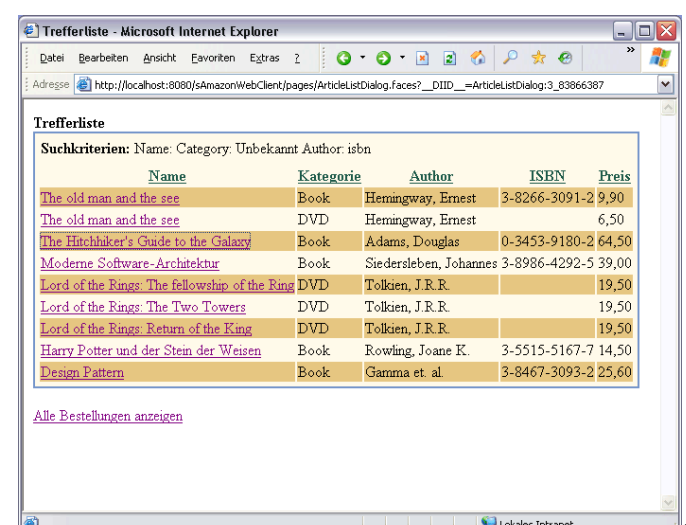 Trefferliste - Microsoft Internet Explorer
Datei Bearbeiten Ansicht Favoriten Extras ? »
Adresse http://localhost:8080/sAmazonWebClient/pages/ArticleListDialog.faces?__DIID__=ArticleListDialog:3_83866387
Trefferliste
Suchkriterien: Name: Category: Unbekannt Author: isbn
Name Kategorie Author ISBN Preis
The old man and the see Book Hemingway, Ernest 3-8266-3091-2 9,90
The old man and the see DVD Hemingway, Ernest 6,50
The Hitchhiker's Guide to the Galaxy Book Adams, Douglas 0-3453-9180-2 64,50
Moderne Software-Architektur Book Siedersleben, Johannes 3-8986-4292-5 39,00
Lord of the Rings: The fellowship of the Ring DVD Tolkien, J.R.R. 19,50
Lord of the Rings: The Two Towers DVD Tolkien, J.R.R. 19,50
Lord of the Rings: Return of the King DVD Tolkien, J.R.R. 19,50
Harry Potter und der Stein der Weisen Book Rowling, Joane K. 3-5515-5167-7 14,50
Design Pattern Book Gamma et. al. 3-8467-3093-2 25,60
Alle Bestellungen anzeigen
Lokales Intranet